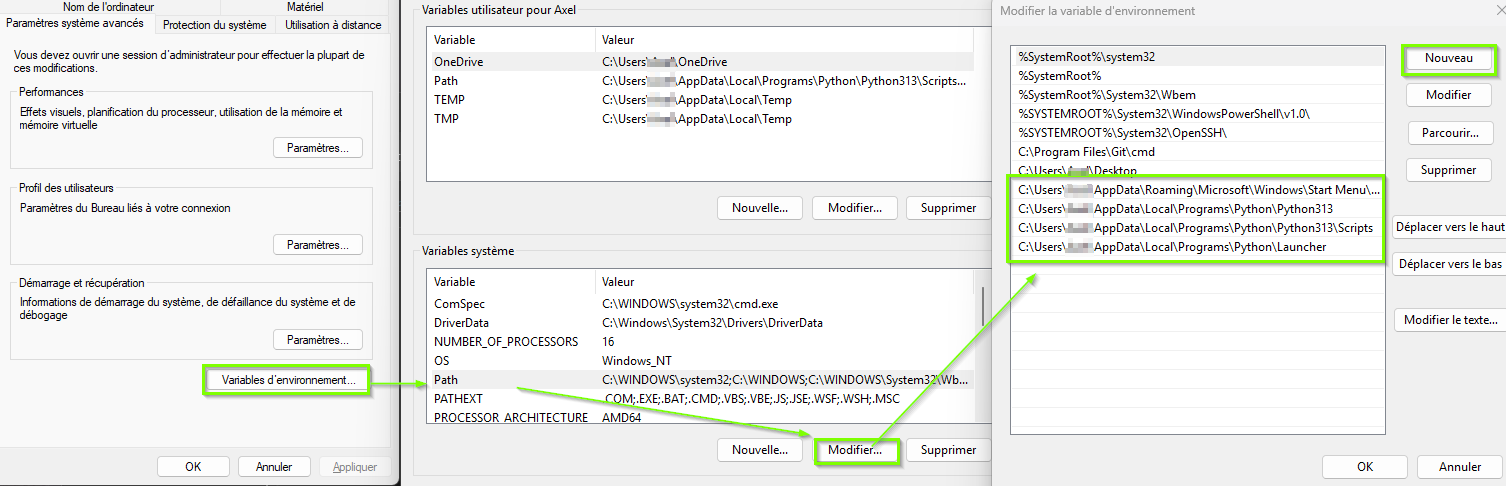 Nom de l'ordinateur
Matériel
Paramètres système avancés
Protection du système
Utilisation à distance
Vous devez ouvrir une session d'administrateur pour effectuer la plupart de
ces modifications.
Perfomances
Effets visuels, planification du processeur, utilisation de la mémoire et
mémoire virtuelle
Paramètres...
Profil des utilisateurs
Paramètres du Bureau liés à votre connexion
Paramètres...
Démarrage et récupération
Informations de démarrage du système, de défaillance du système et de
débogage
Paramètres...
Variables d'environnement...
OK
Annuler
Appliquer
Variables utilisateur pour Axel
Variable
Valeur
OneDrive
C:\Users\ \OneDrive
Path
C:\Users\ \AppData\Local\Programs\Python\Python313\Scripts...
TEMP
C:\Users\ \AppData\Local\Temp
TMP
C:\Users\ \AppData\Local\Temp
Nouvelle...
Modifier...
Supprimer
Variables système
Variable
Valeur
ComSpec
C:\WINDOWS\system32\cmd.exe
DriverData
C:\Windows\System32\Drivers\DriverData
NUMBER_OF_PROCESSORS
16
OS
Windows_NT
Path
C:\WINDOWS\system32;C:\WINDOWS;C:\WINDOWS\System32\Wb...
PATHEXT
.COM;.EXE;.BAT;.CMD;.VBS;.VBE;.JS;.JSE;.WSF;.WSH;.MSC
PROCESSOR_ARCHITECTURE
AMD64
Nouvelle...
Modifier...
Supprimer
Modifier la variable d'environnement
%SystemRoot%\system32
%SystemRoot%
%SystemRoot%\System32\Wbem
%SYSTEMROOT%\System32\WindowsPowerShell\v1.0\
%SYSTEMROOT%\System32\OpenSSH\
C:\Program Files\Git\cmd
C:\Users\ \Desktop
C:\Users\ AppData\Roaming\Microsoft\Windows\Start Menu\...
C:\Users\ AppData\Local\Programs\Python\Python313
C:\Users\ AppData\Local\Programs\Python\Python313\Scripts
C:\Users\ AppData\Local\Programs\Python\Launcher
Nouveau
Modifier
Parcourir...
Supprimer
Déplacer vers le haut
Déplacer vers le bas
Modifier le texte...
OK
Annuler